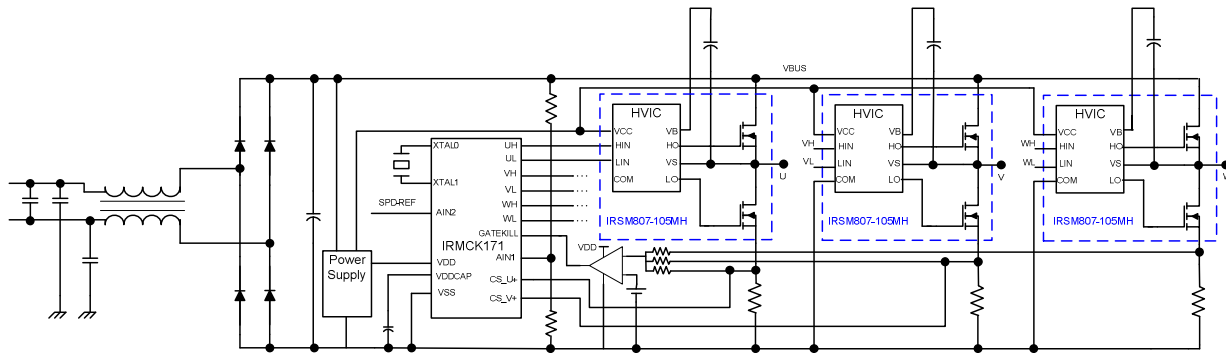 VBUS
HVIC
VCC
HIN
LIN
COM
VB
HO
VS
LO
U
IRSM807-105MH
HVIC
VCC
HIN
LIN
COM
VB
HO
VS
LO
VH
VL
V
IRSM807-105MH
HVIC
VCC
HIN
LIN
COM
VB
HO
VS
LO
WH
WL
IRSM807-105MH
XTAL0
XTAL1
SPD-REF
AIN2
IRMCK171
VDD
VDDCAP
VSS
UH
UL
VH
VL
WH
WL
GATEKILL
AIN1
CS_U+
CS_V+
VDD
Power
Supply